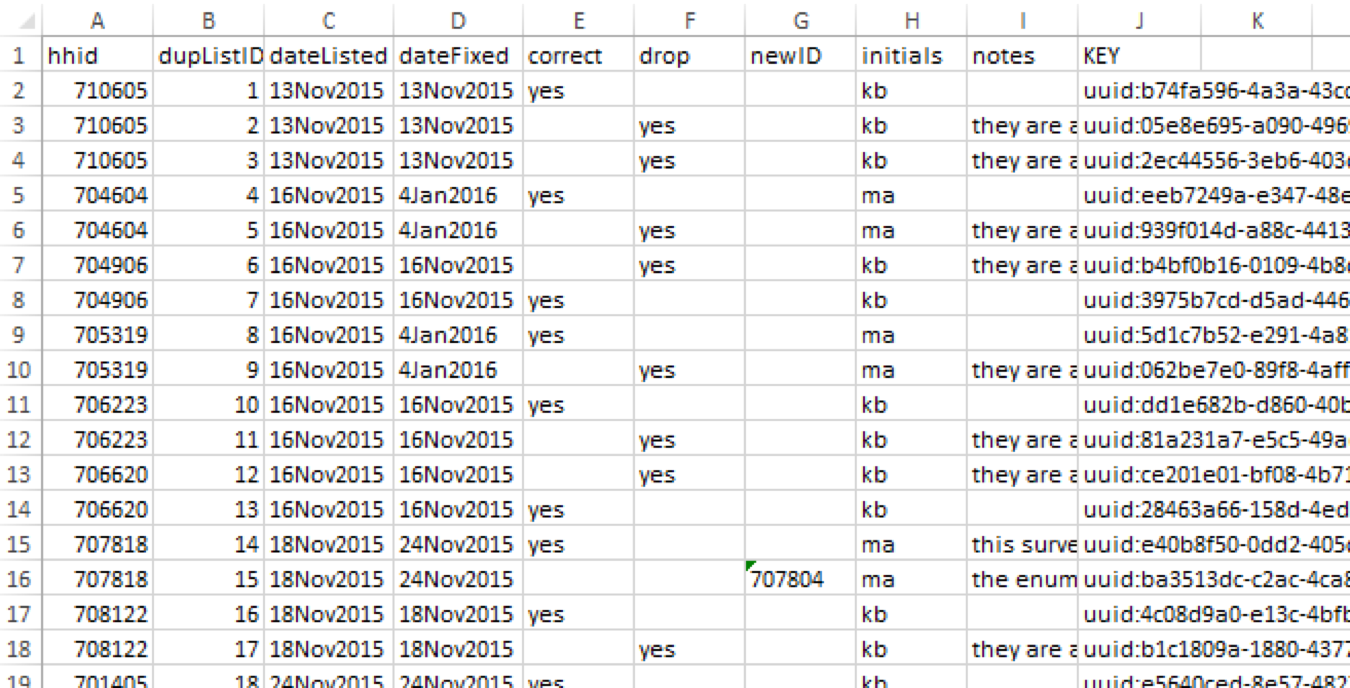 A B C D E F G H I J K
1 hhid dupListID dateListed dateFixed correct drop newID initials notes KEY
2 710605 1 13Nov2015 13Nov2015 yes kb uuid:b74fa596-4a3a-43cc
3 710605 2 13Nov2015 13Nov2015 yes kb they are a uuid:05e8e695-a090-496
4 710605 3 13Nov2015 13Nov2015 yes kb they are a uuid:2ec44556-3eb6-403
5 704604 4 16Nov2015 4Jan2016 yes ma uuid:eeb7249a-e347-48e
6 704604 5 16Nov2015 4Jan2016 yes ma they are a uuid:939f014d-a88c-4413
7 704906 6 16Nov2015 16Nov2015 yes kb they are a uuid:b4bf0b16-0109-4b8
8 704906 7 16Nov2015 16Nov2015 yes kb uuid:3975b7cd-d5ad-446
9 705319 8 16Nov2015 4Jan2016 yes ma uuid:5d1c7b52-e291-4a8
10 705319 9 16Nov2015 4Jan2016 yes ma they are a uuid:062be7e0-89f8-4aff
11 706223 10 16Nov2015 16Nov2015 yes kb uuid:dd1e682b-d860-40b
12 706223 11 16Nov2015 16Nov2015 yes kb they are a uuid:81a231a7-e5c5-49a
13 706620 12 16Nov2015 16Nov2015 yes kb they are a uuid:ce201e01-bf08-4b71
14 706620 13 16Nov2015 16Nov2015 yes kb uuid:28463a66-158d-4ed
15 707818 14 18Nov2015 24Nov2015 yes ma this surve uuid:e40b8f50-0dd2-405
16 707818 15 18Nov2015 24Nov2015 707804 ma the enum uuid:ba3513dc-c2ac-4ca8
17 708122 16 18Nov2015 18Nov2015 yes kb uuid:4c08d9a0-e13c-4bfb
18 708122 17 18Nov2015 18Nov2015 yes kb they are a uuid:b1c1809a-1880-4377
19 701405 18 24Nov2015 24Nov2015 yes kb uuid:e5640ced-8e57-482